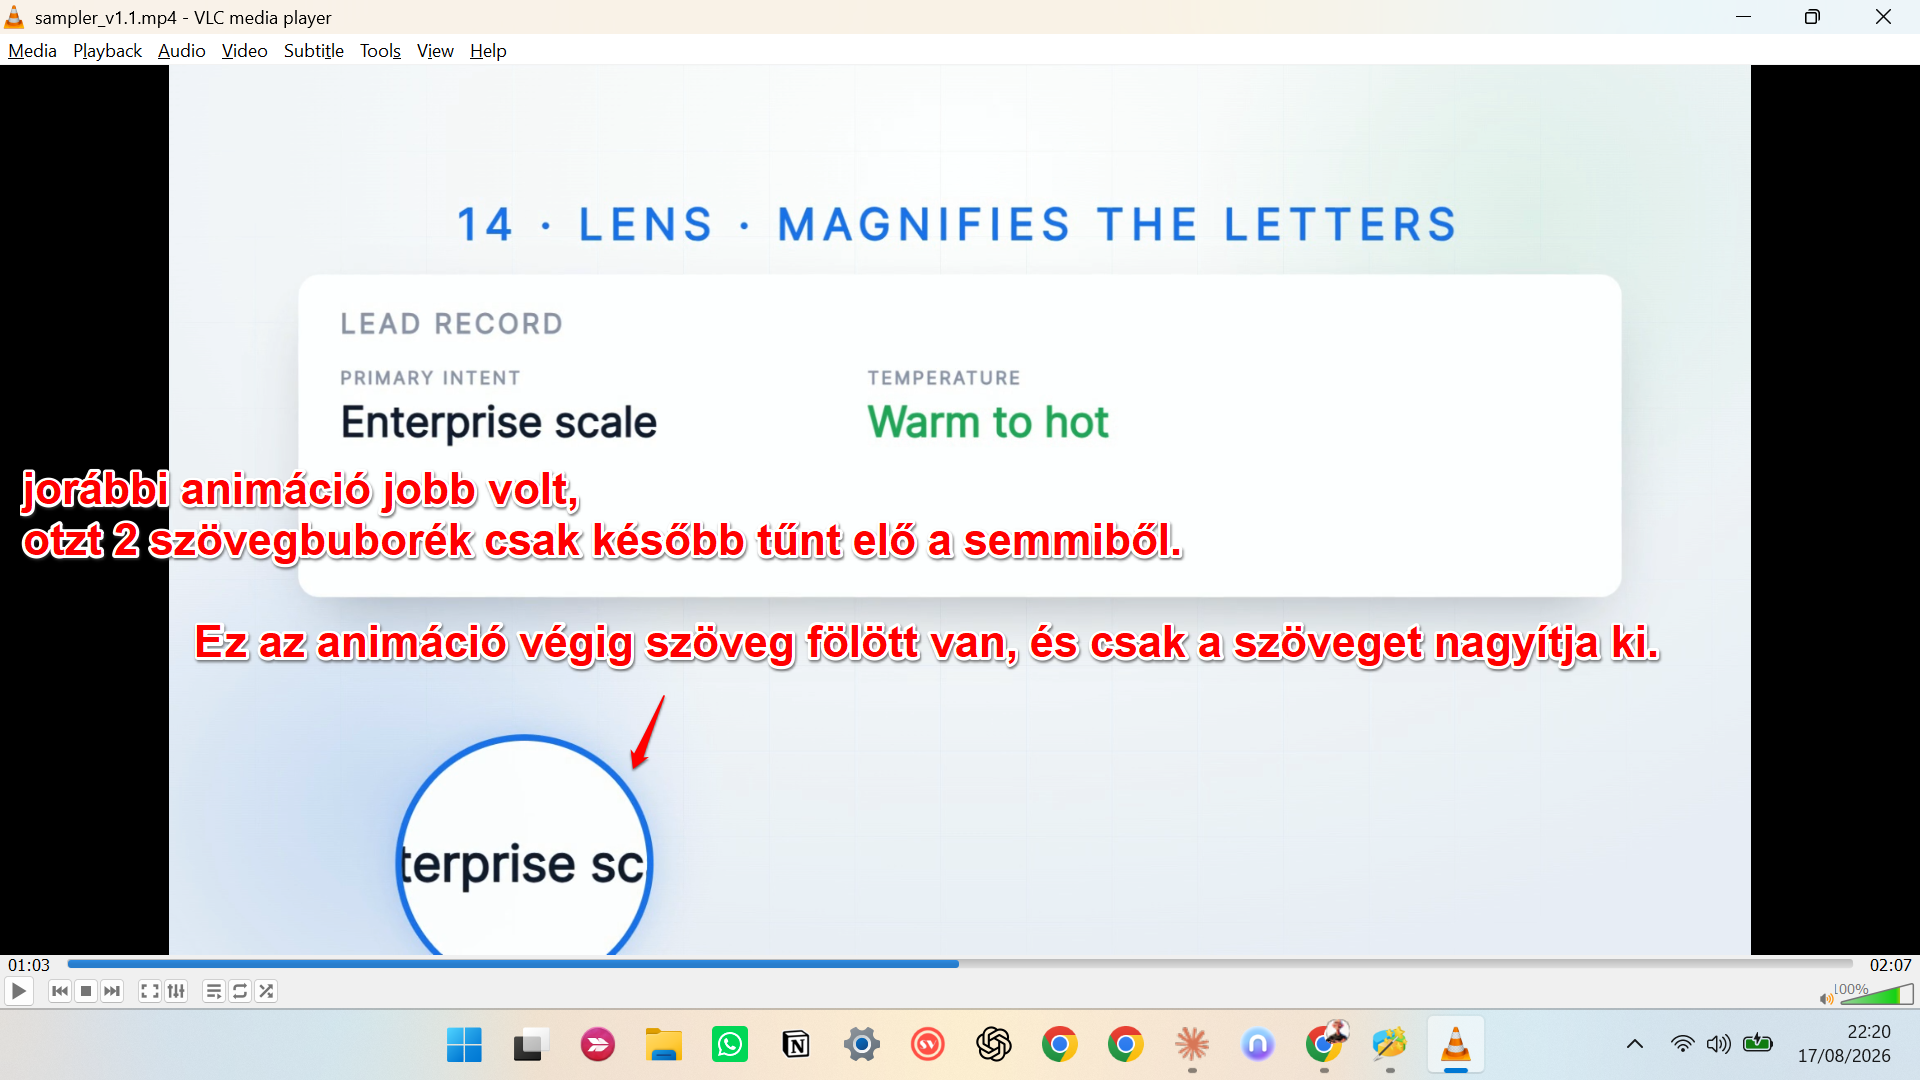 sampler_v1.1.mp4 - VLC media player
Media Playback Audio Video Subtitle Tools View Help
14 · LENS · MAGNIFIES THE LETTERS
LEAD RECORD
PRIMARY INTENT
Enterprise scale
TEMPERATURE
Warm to hot
jorábbi animáció jobb volt,
otzt 2 szövegbuborék csak később tűnt elő a semmiből.
Ez az animáció végig szöveg fölött van, és csak a szöveget nagyítja ki.
terprise sc
01:03
02:07
100%
22:20
17/08/2026